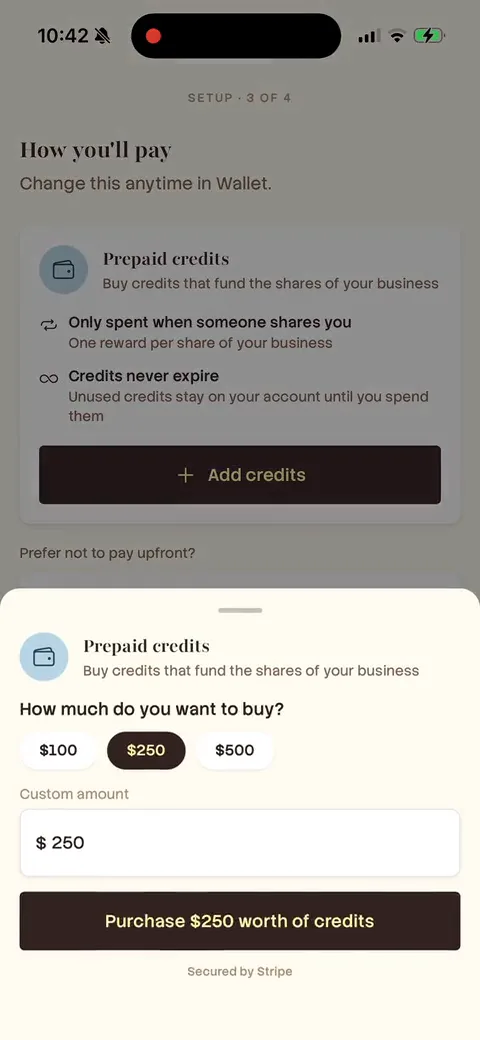 10:42
SETUP · 3 OF 4
How you'll pay
Change this anytime in Wallet.
Prepaid credits
Buy credits that fund the shares of your business
Only spent when someone shares you
One reward per share of your business
Credits never expire
Unused credits stay on your account until you spend
them
Add credits
Prefer not to pay upfront?
Prepaid credits
Buy credits that fund the shares of your business
How much do you want to buy?
$100 $250 $500
Custom amount
$ 250
Purchase $250 worth of credits
Secured by Stripe